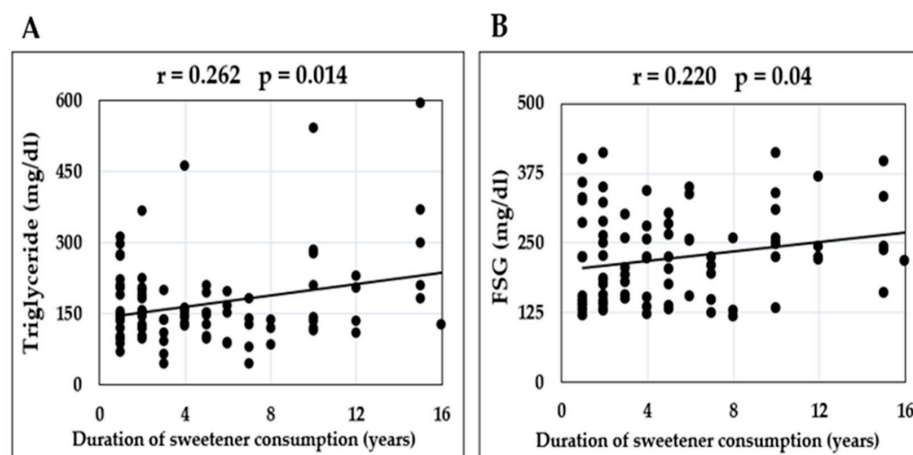 A
r = 0.262 p = 0.014
Triglyceride (mg/dl)
600
450
300
150
0
0 4 8 12 16
Duration of sweetener consumption (years)
B
r = 0.220 p = 0.04
FSG (mg/dl)
500
375
250
125
0
0 4 8 12 16
Duration of sweetener consumption (years)